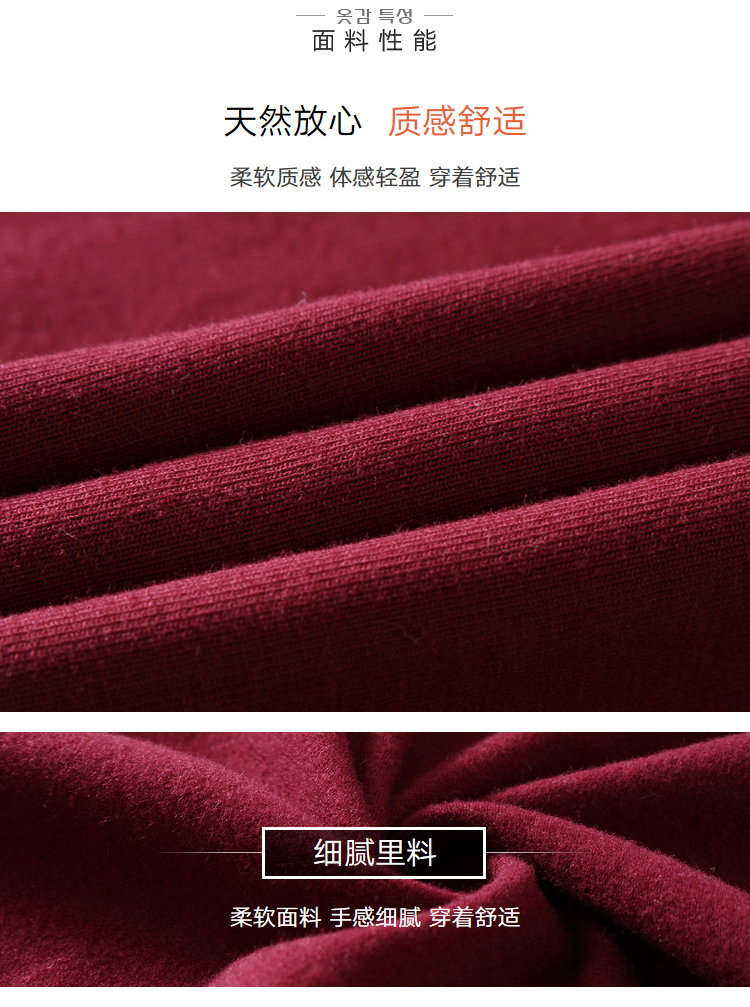 옷감 특성
面料性能
天然放心 质感舒适
柔软质感 体感轻盈 穿着舒适
细腻里料
柔软面料 手感细腻 穿着舒适